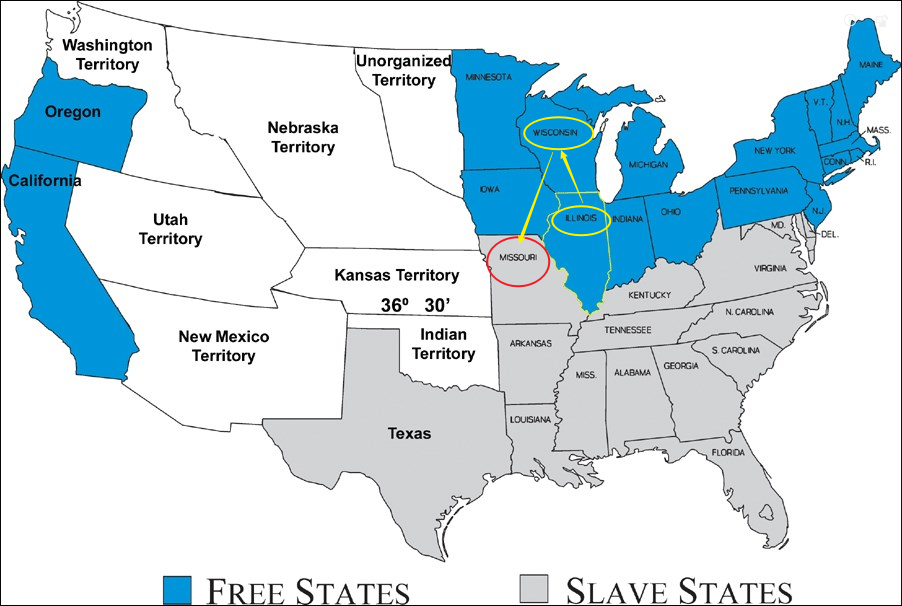 Washington
Territory
Unorganized
Territory
MINNESOTA
MAINE
Oregon
Nebraska
Territory
WISCONSIN
V.T.
N.H.
MASS.
NEW YORK
CONN.
R.I.
MICHIGAN
California
IOWA
PENNSYLVANIA
ILLINOIS
INDIANA
OHIO
N.J.
Utah
Territory
MD.
DEL.
MISSOURI
Kansas Territory
36º 30’
VIRGINIA
KENTUCKY
New Mexico
Territory
Indian
Territory
TENNESSEE
N. CAROLINA
ARKANSAS
S. CAROLINA
MISS.
ALABAMA
GEORGIA
LOUISIANA
Texas
FLORIDA
FREE STATES
SLAVE STATES